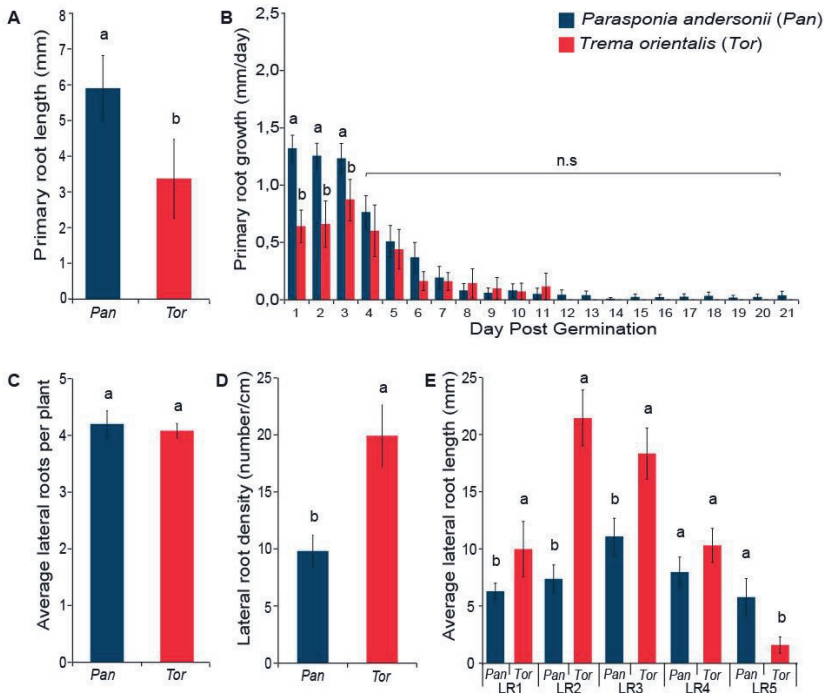 A
Primary root length (mm)
9
8
7
6
5
4
3
2
1
0
a
b
Pan
Tor
B
Primary root growth (mm/day)
2,5
2,0
1,5
1,0
0,5
0,0
Parasponia andersonii (Pan)
Trema orientalis (Tor)
a a a
b b b
n.s
1 2 3 4 5 6 7 8 9 10 11 12 13 14 15 16 17 18 19 20 21
Day Post Germination
C
Average lateral roots per plant
5
4
3
2
1
0
a a
Pan Tor
D
Lateral root density (number/cm)
25
20
15
10
5
0
b
a
Pan Tor
E
Average lateral root length (mm)
25
20
15
10
5
0
b a b a b a a a a b
Pan Tor Pan Tor Pan Tor Pan Tor Pan Tor
LR1 LR2 LR3 LR4 LR5